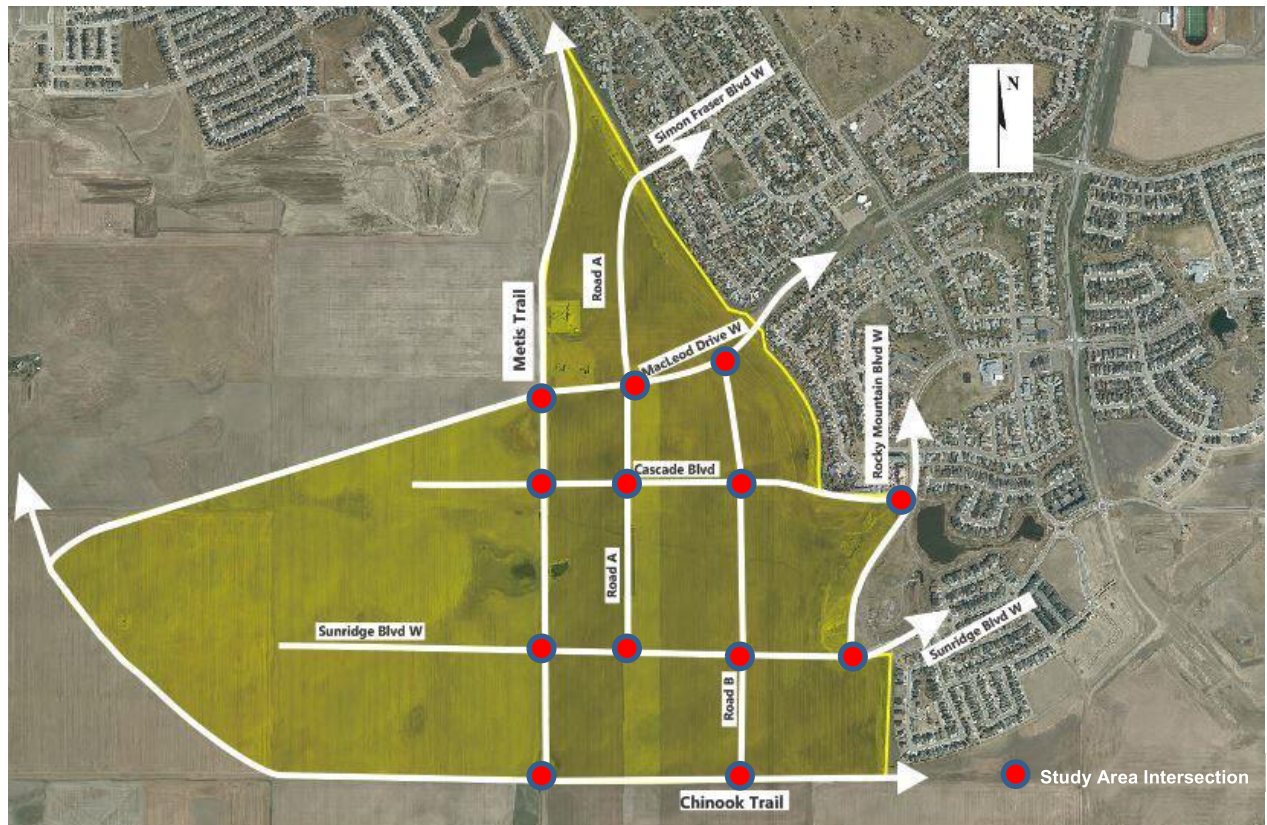 Simon Fraser Blvd W
N
Road A
Metis Trail
MacLeod Drive W
Rocky Mountain Blvd W
Cascade Blvd
Road A
Sunridge Blvd W
Sunridge Blvd W
Road B
Study Area Intersection
Chinook Trail